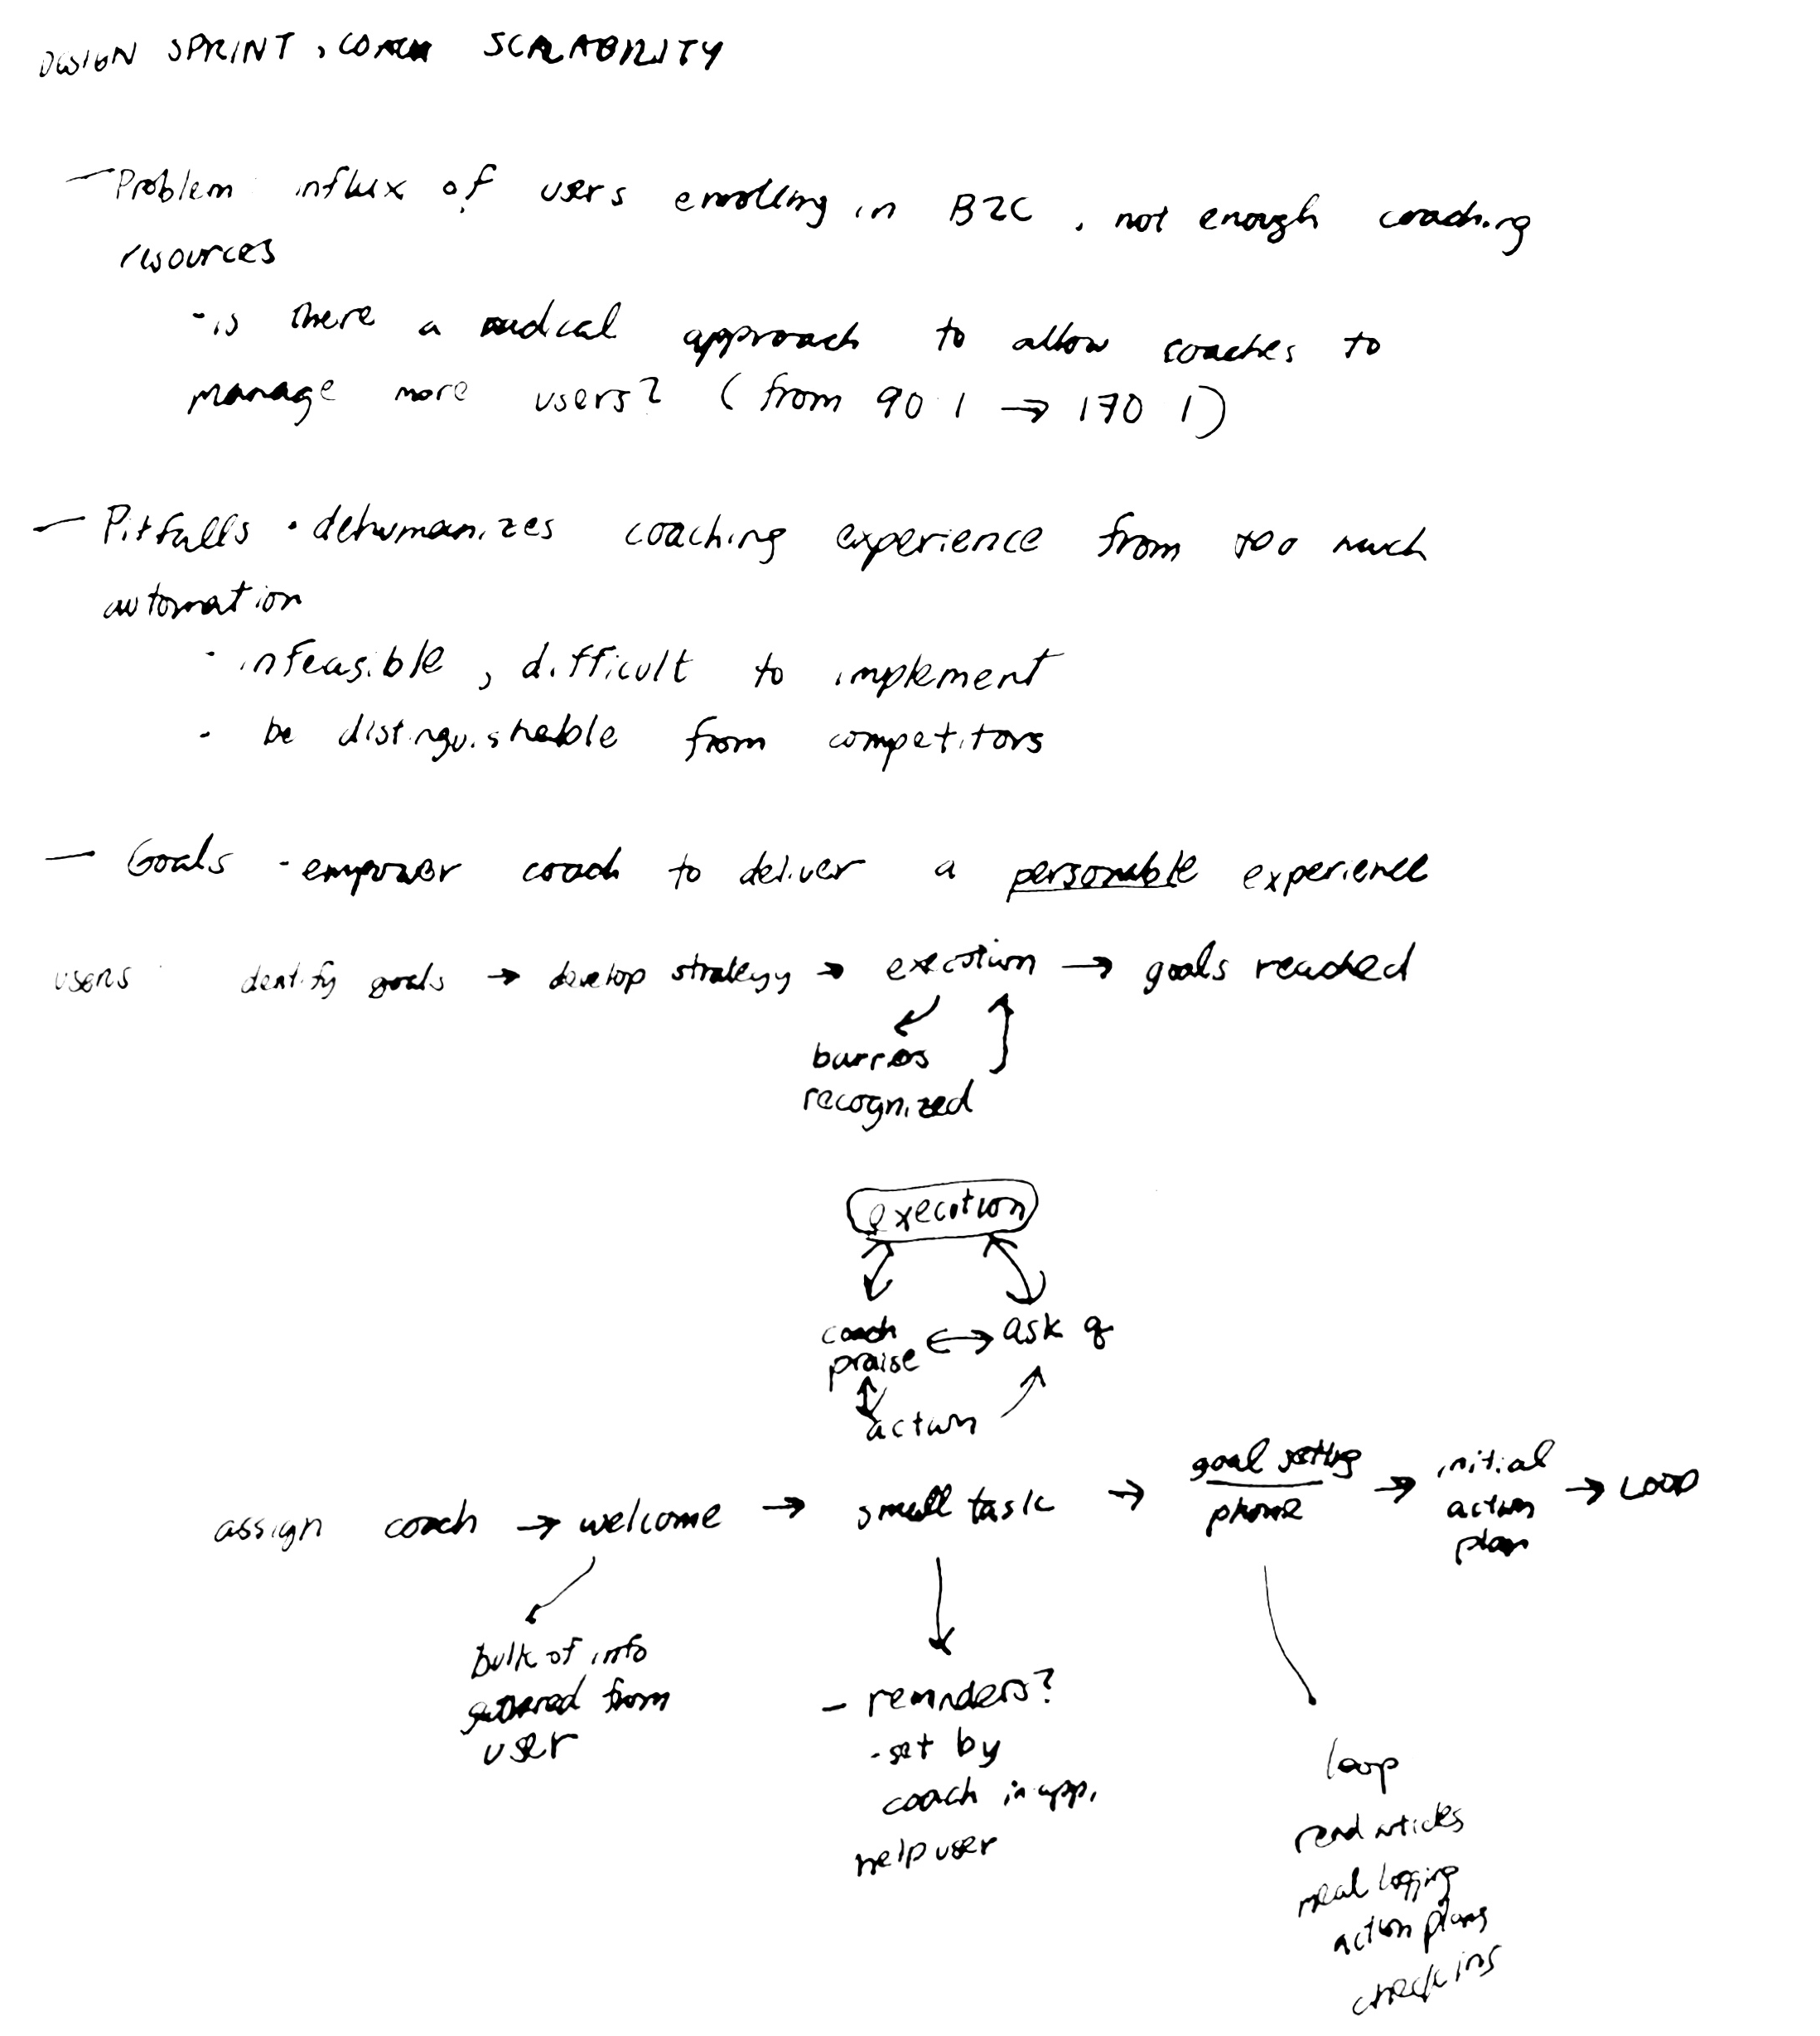 DESIGN SPRINT, COACH SCALABILITY
— Problem influx of users enrolling in B2C, not enough coaching
resources
- is there a radical approach to allow coaches to
manage more users? (from 90 1 → 170 1)
— Pitfalls · dehumanizes coaching experience from too much
automation
· infeasible, difficult to implement
· be distinguishable from competitors
— Goals - empower coach to deliver a personable experience
users identify goals → develop strategy → execution → goals reached
barriers
recognized
execution
coach ↔ ask q
praise
action
assign coach → welcome → small task → goal setting → initial → LOOP
phone action
plan
bulk of info
gathered from
user
- reminders?
- set by
coach in app,
help user
loop
read articles
meal logging
action plans
check ins